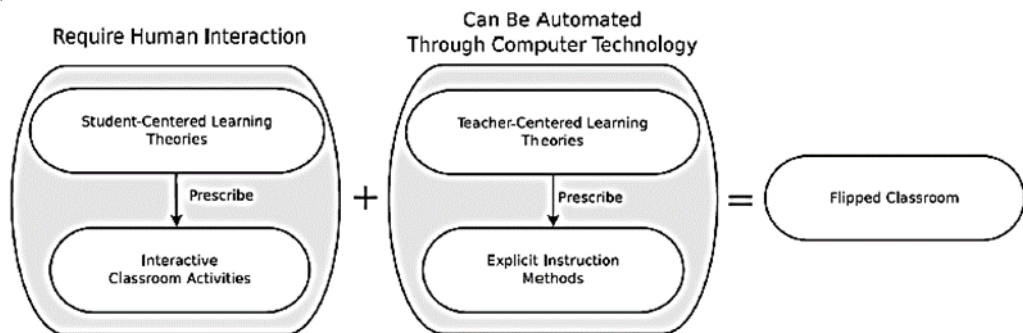 Require Human Interaction
Can Be Automated
Through Computer Technology
Student-Centered Learning
Theories
Prescribe
Interactive
Classroom Activities
+
Teacher-Centered Learning
Theories
Prescribe
Explicit Instruction
Methods
=
Flipped Classroom